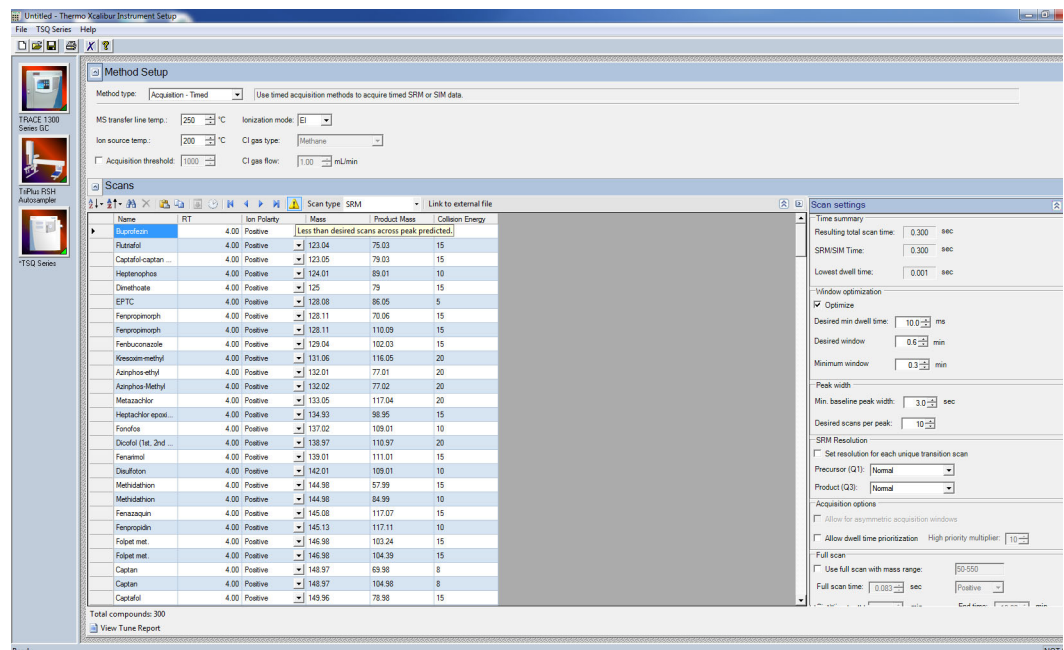 Untitled - Thermo Xcalibur Instrument Setup
File TSQ Series Help
TRACE 1300
Series GC
TriPlus RSH
Autosampler
*TSQ Series
Method Setup
Method type: Acquisition - Timed Use timed acquisition methods to acquire timed SRM or SIM data.
MS transfer line temp.: 250 °C Ionization mode: EI
Ion source temp.: 200 °C CI gas type: Methane
Acquisition threshold: 1000 CI gas flow: 1.00 mL/min
Scans
Scan type SRM Link to external file
Name RT Ion Polarity Mass Product Mass Collision Energy
Buprofezin 4.00 Positive Less than desired scans across peak predicted.
Flutriafol 4.00 Positive 123.04 75.03 15
Captafol-captan ... 4.00 Positive 123.05 79.03 15
Heptenophos 4.00 Positive 124.01 89.01 10
Dimethoate 4.00 Positive 125 79 15
EPTC 4.00 Positive 128.08 86.05 5
Fenpropimorph 4.00 Positive 128.11 70.06 15
Fenpropimorph 4.00 Positive 128.11 110.09 15
Fenbuconazole 4.00 Positive 129.04 102.03 15
Kresoxim-methyl 4.00 Positive 131.06 116.05 20
Azinphos-ethyl 4.00 Positive 132.01 77.01 20
Azinphos-Methyl 4.00 Positive 132.02 77.02 20
Metazachlor 4.00 Positive 133.05 117.04 20
Heptachlor epoxi... 4.00 Positive 134.93 98.95 15
Fonofos 4.00 Positive 137.02 109.01 10
Dicofol (1st. 2nd ... 4.00 Positive 138.97 110.97 20
Fenarimol 4.00 Positive 139.01 111.01 15
Disulfoton 4.00 Positive 142.01 109.01 10
Methidathion 4.00 Positive 144.98 57.99 15
Methidathion 4.00 Positive 144.98 84.99 10
Fenazaquin 4.00 Positive 145.08 117.07 15
Fenpropidin 4.00 Positive 145.13 117.11 10
Folpet met. 4.00 Positive 146.98 103.24 15
Folpet met. 4.00 Positive 146.98 104.39 15
Captan 4.00 Positive 148.97 69.98 8
Captan 4.00 Positive 148.97 104.98 8
Captafol 4.00 Positive 149.96 78.98 15
Total compounds: 300
View Tune Report
Scan settings
Time summary
Resulting total scan time: 0.300 sec
SRM/SIM Time: 0.300 sec
Lowest dwell time: 0.001 sec
Window optimization
Optimize
Desired min dwell time: 10.0 ms
Desired window 0.6 min
Minimum window 0.3 min
Peak width
Min. baseline peak width: 3.0 sec
Desired scans per peak: 10
SRM Resolution
Set resolution for each unique transition scan
Precursor (Q1): Normal
Product (Q3): Normal
Acquisition options
Allow for asymmetric acquisition windows
Allow dwell time prioritization High priority multiplier: 10
Full scan
Use full scan with mass range: 50-550
Full scan time: 0.083 sec Positive